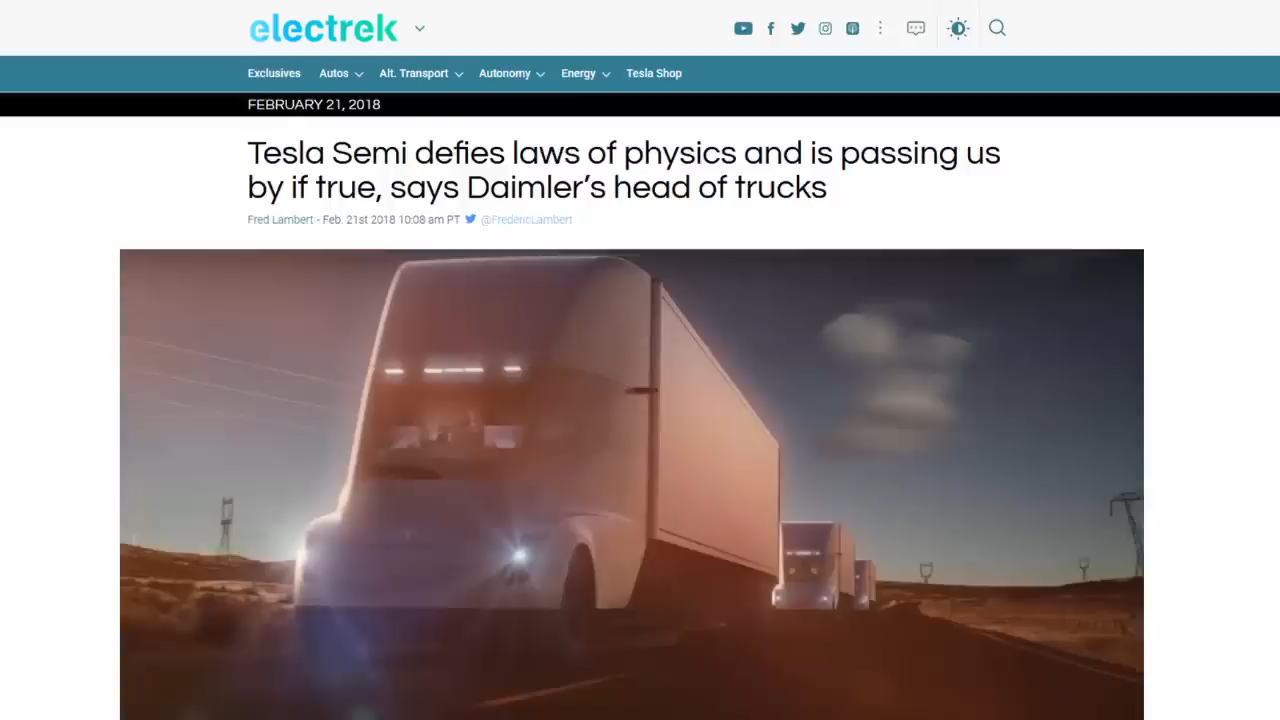 electrek
Exclusives Autos Alt. Transport Autonomy Energy Tesla Shop
FEBRUARY 21, 2018
Tesla Semi defies laws of physics and is passing us
by if true, says Daimler’s head of trucks
Fred Lambert - Feb. 21st 2018 10:08 am PT @FredericLambert